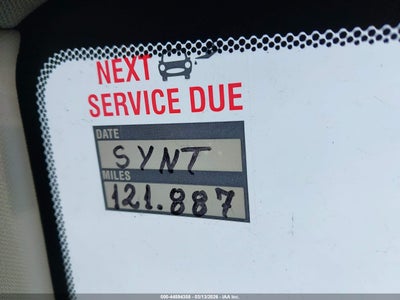 NEXT
SERVICE DUE
DATE
SYNT
MILES
121.887